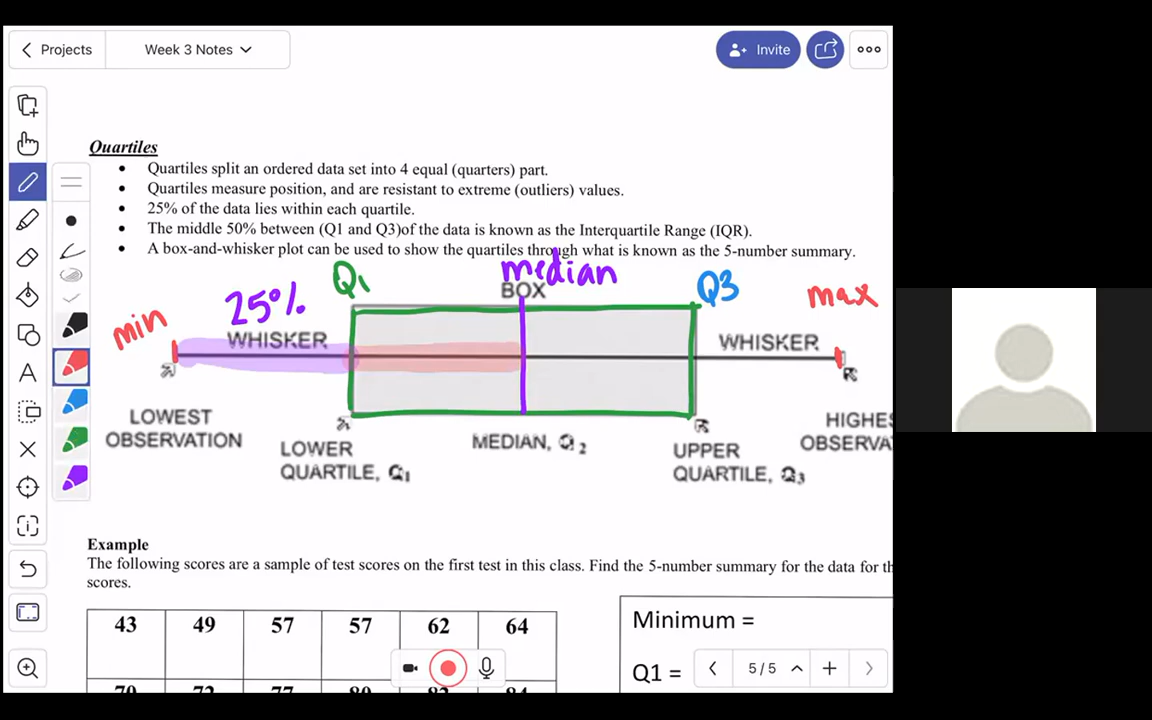 Projects
Week 3 Notes
Invite
Quartiles
• Quartiles split an ordered data set into 4 equal (quarters) part.
• Quartiles measure position, and are resistant to extreme (outliers) values.
• 25% of the data lies within each quartile.
• The middle 50% between (Q1 and Q3)of the data is known as the Interquartile Range (IQR).
• A box-and-whisker plot can be used to show the quartiles through what is known as the 5-number summary.
Q1
median
Q3
max
min
25%
BOX
WHISKER
WHISKER
LOWEST
OBSERVATION
LOWER
QUARTILE, Q1
MEDIAN, Q2
UPPER
QUARTILE, Q3
HIGHES
OBSERVA
A
Example
The following scores are a sample of test scores on the first test in this class. Find the 5-number summary for the data for th
scores.
43 49 57 57 62 64
Minimum =
Q1 =
5/5